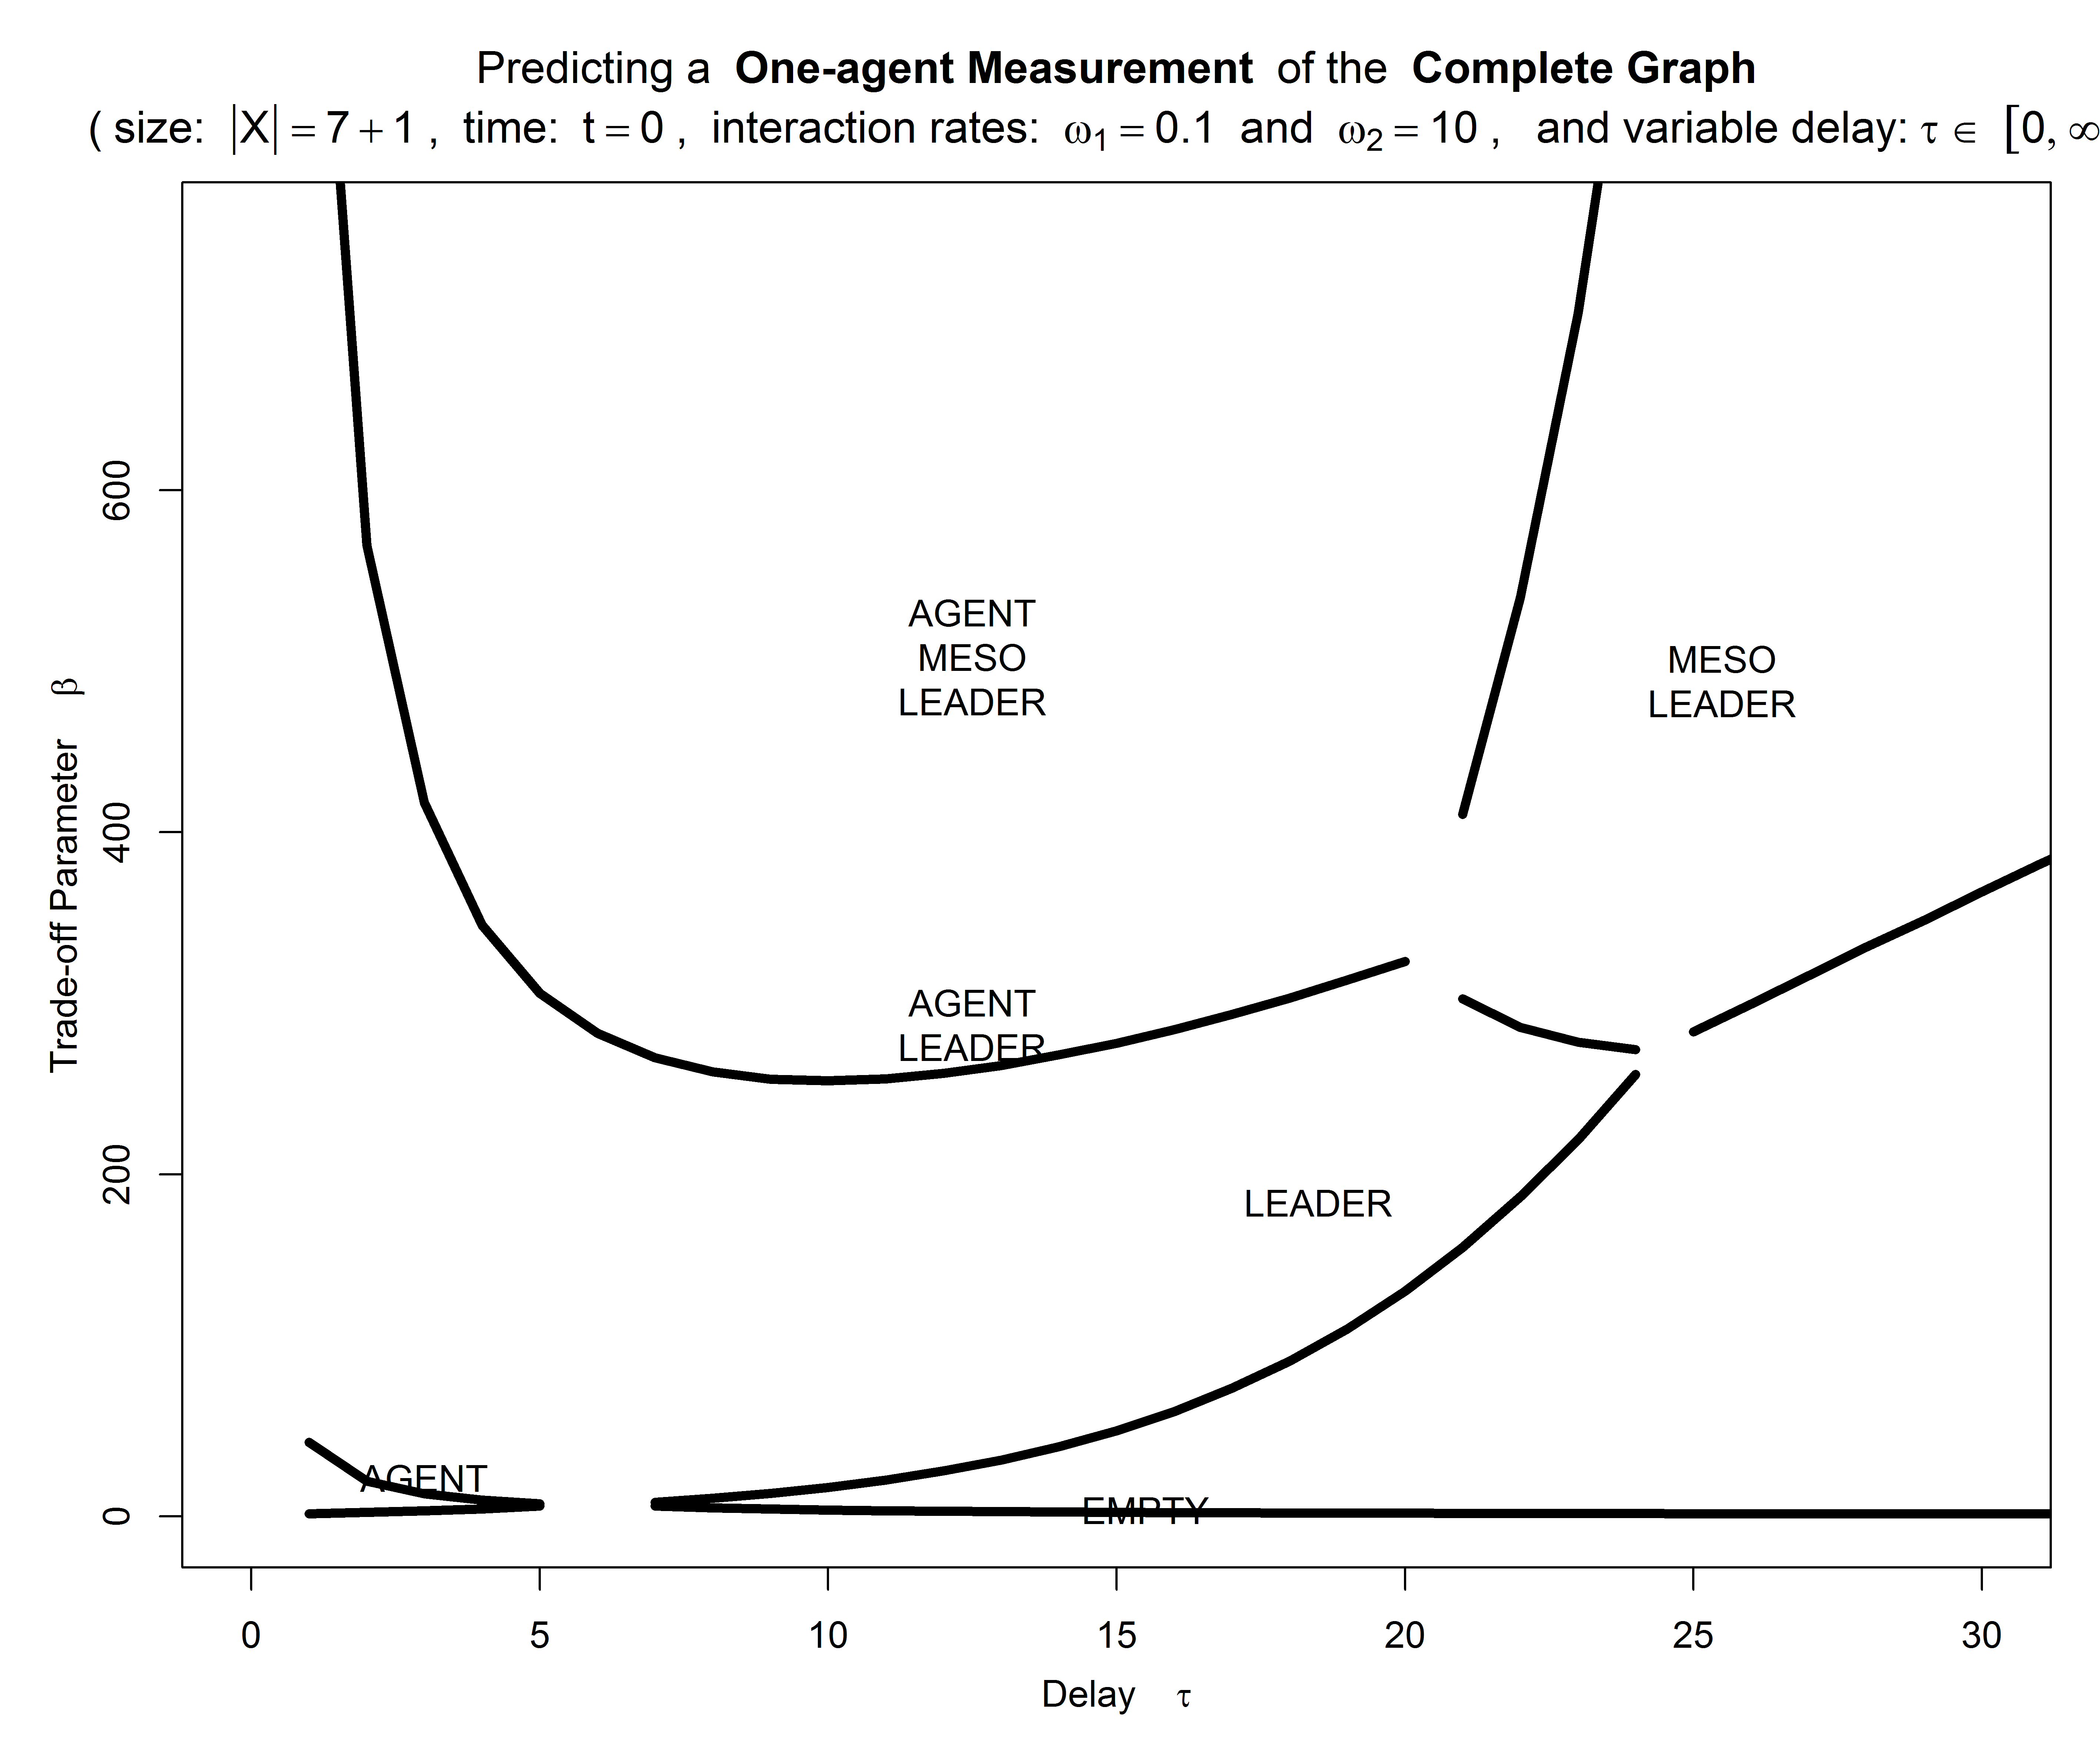 Predicting a One-agent Measurement of the Complete Graph
( size: |X| = 7 + 1 , time: t = 0 , interaction rates: ω1 = 0.1 and ω2 = 10 , and variable delay: τ ∈ [0, ∞
AGENT
MESO
LEADER
MESO
LEADER
AGENT
LEADER
LEADER
AGENT
EMPTY
Trade-off Parameter β
600
400
200
0
0 5 10 15 20 25 30
Delay τ